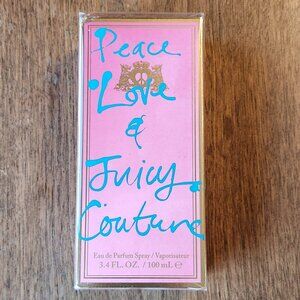 Peace
Love
&
Juicy
Couture
Eau de Parfum Spray / Vaporisateur
3.4 FL. OZ. / 100 mL ℮